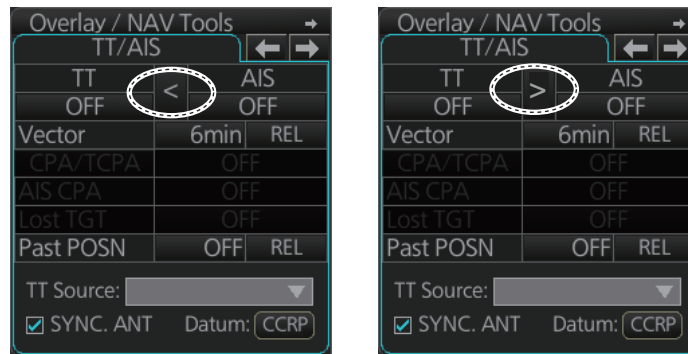 Overlay / NAV Tools
TT/AIS
TT < AIS
OFF OFF
Vector 6min REL
CPA/TCPA OFF
AIS CPA OFF
Lost TGT OFF
Past POSN OFF REL
TT Source:
SYNC. ANT Datum: CCRP
Overlay / NAV Tools
TT/AIS
TT > AIS
OFF OFF
Vector 6min REL
CPA/TCPA OFF
AIS CPA OFF
Lost TGT OFF
Past POSN OFF REL
TT Source:
SYNC. ANT Datum: CCRP